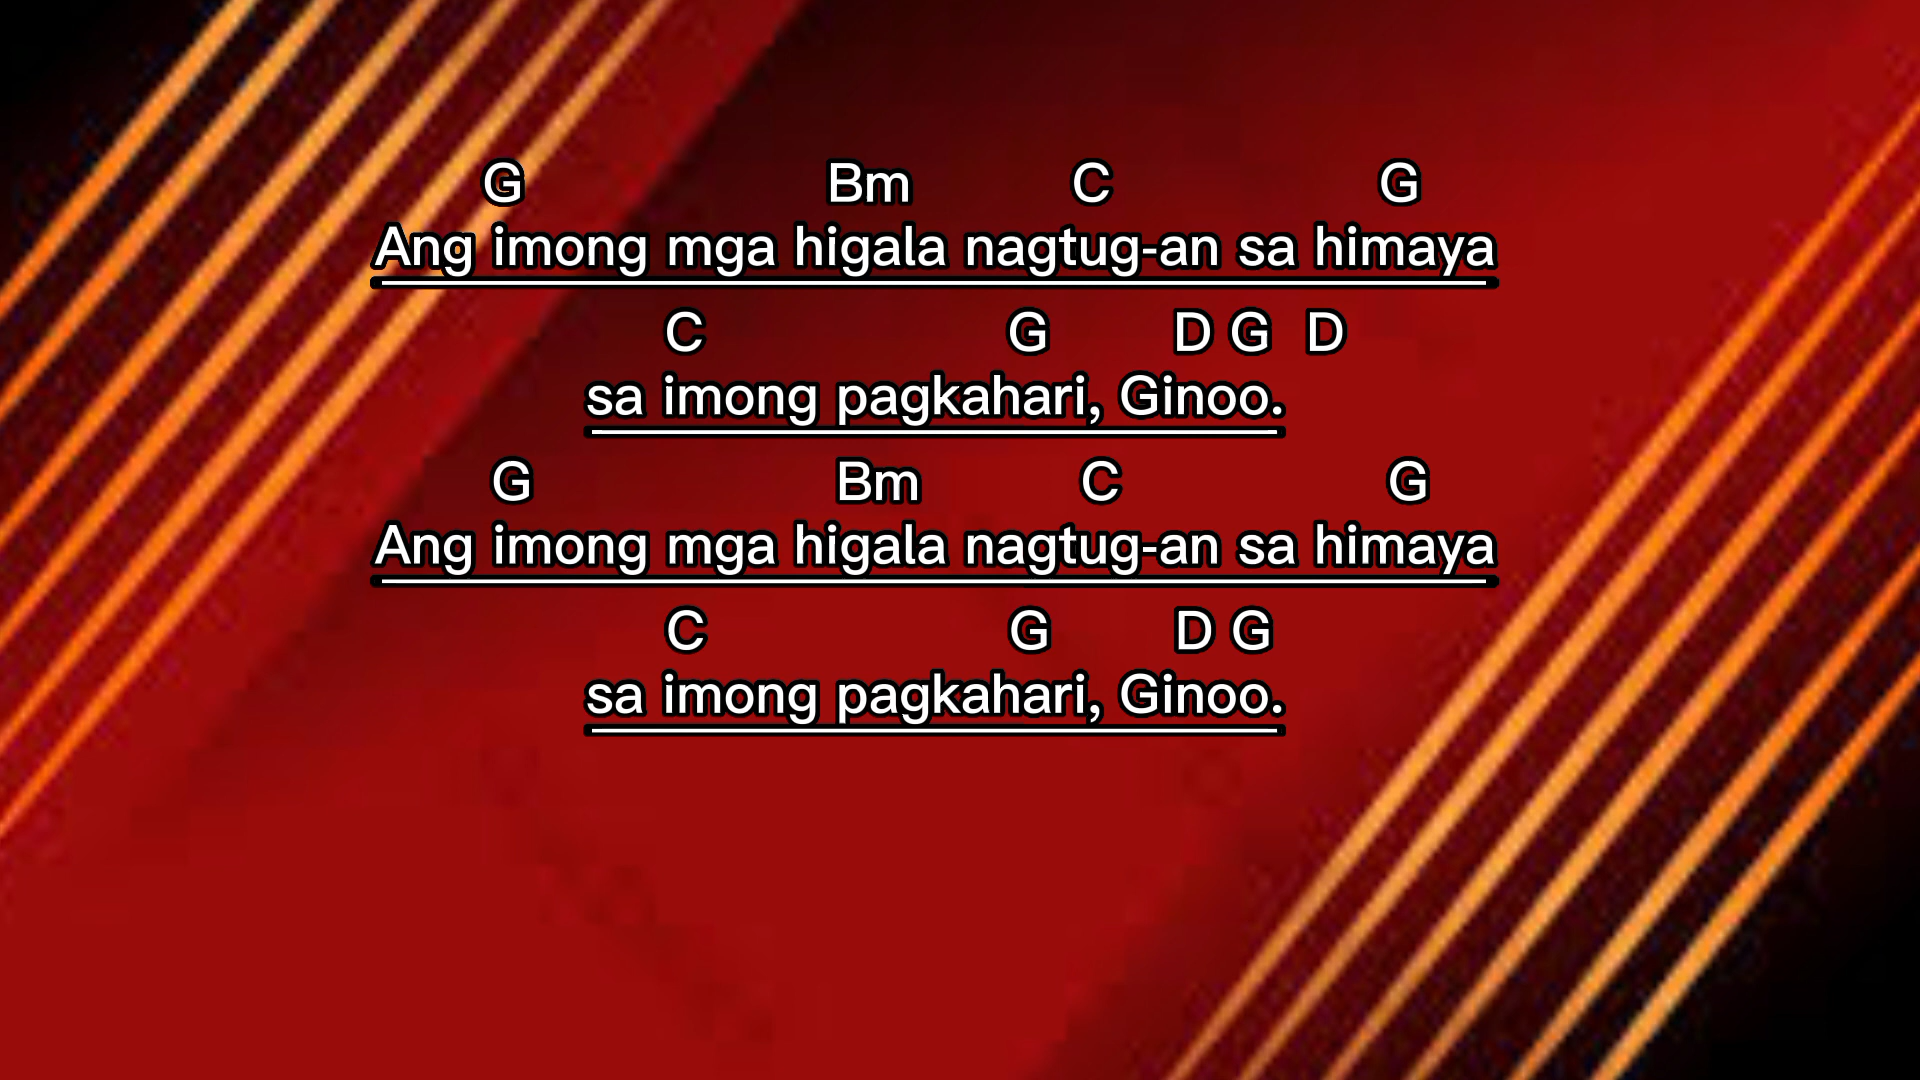 G Bm C G
Ang imong mga higala nagtug-an sa himaya
C G D G D
sa imong pagkahari, Ginoo.
G Bm C G
Ang imong mga higala nagtug-an sa himaya
C G D G
sa imong pagkahari, Ginoo.